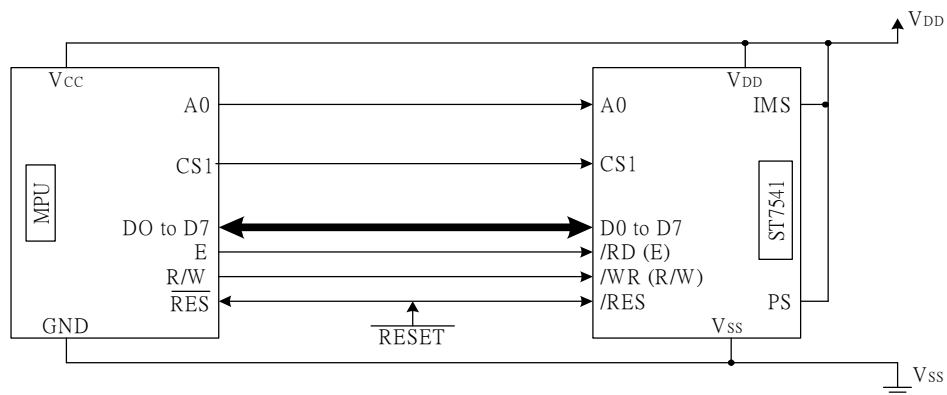 VDD
VCC
VDD
A0
A0
IMS
CS1
CS1
MPU
ST7541
DO to D7
D0 to D7
E
/RD (E)
R/W
/WR (R/W)
RES
/RES
PS
GND
RESET
VSS
VSS